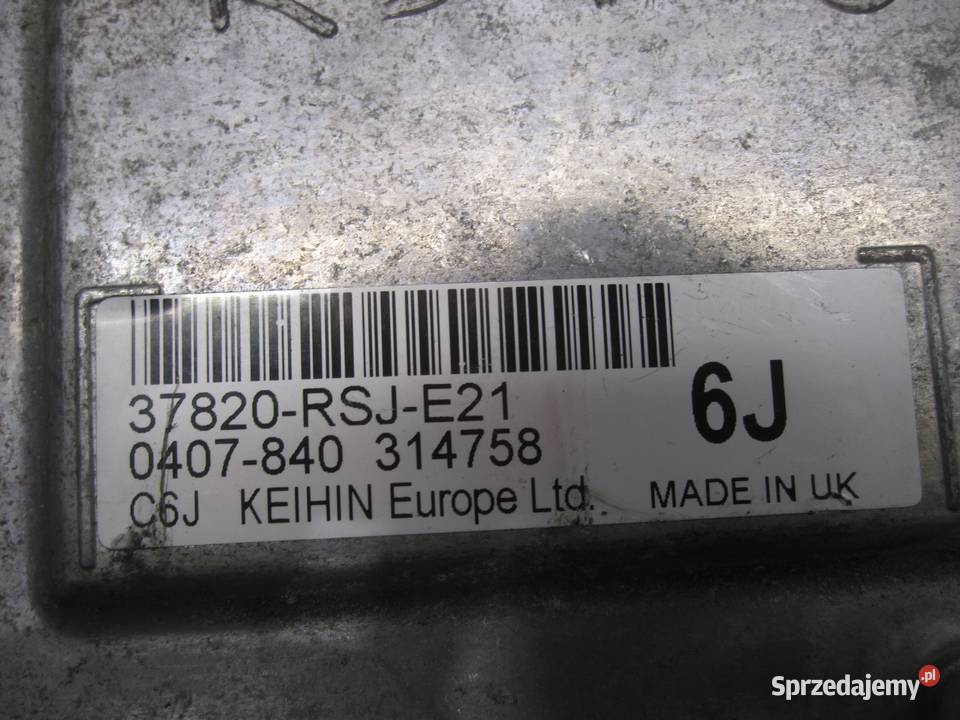 37820-RSJ-E21
6J
0407-840 314758
C6J KEIHIN Europe Ltd. MADE IN UK
Sprzedajemy.pl